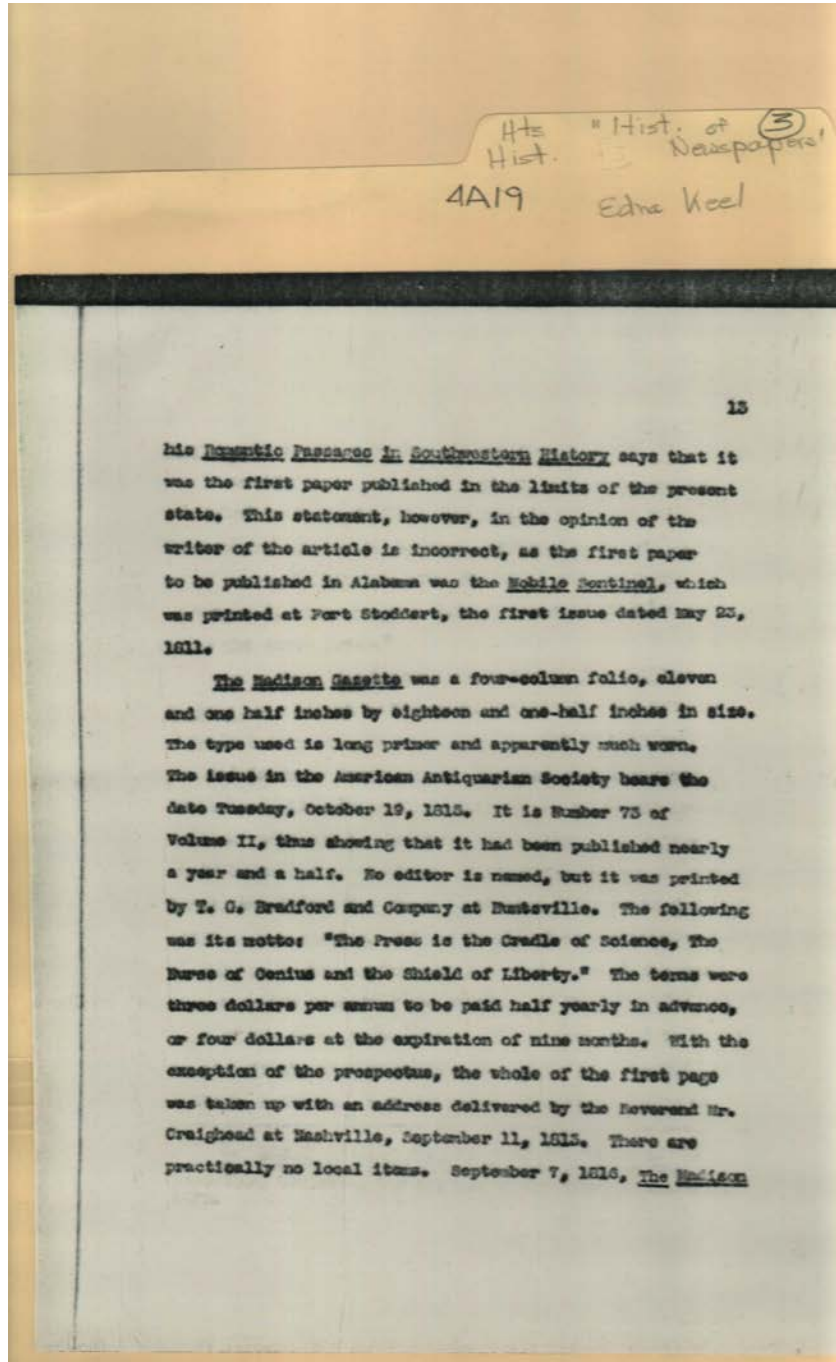 Hts "Hist. of (3)
Hist. Newspapers"
4A19 Edna Keel
13
his Romantic Passages in Southwestern History says that it
was the first paper published in the limits of the present
state. This statement, however, in the opinion of the
writer of the article is incorrect, as the first paper
to be published in Alabama was the Mobile Sentinel, which
was printed at Fort Stoddert, the first issue dated May 23,
1811.
The Madison Gazette was a four-column folio, eleven
and one half inches by eighteen and one-half inches in size.
The type used is long primer and apparently much worn.
The issue in the American Antiquarian Society bears the
date Tuesday, October 19, 1813. It is Number 73 of
Volume II, thus showing that it had been published nearly
a year and a half. No editor is named, but it was printed
by T. G. Bradford and Company at Huntsville. The following
was its motto: "The Press is the Cradle of Science, The
Nurse of Genius and the Shield of Liberty." The terms were
three dollars per annum to be paid half yearly in advance,
or four dollars at the expiration of nine months. With the
exception of the prospectus, the whole of the first page
was taken up with an address delivered by the Reverend Mr.
Craighead at Nashville, September 11, 1813. There are
practically no local items. September 7, 1816, The Madison